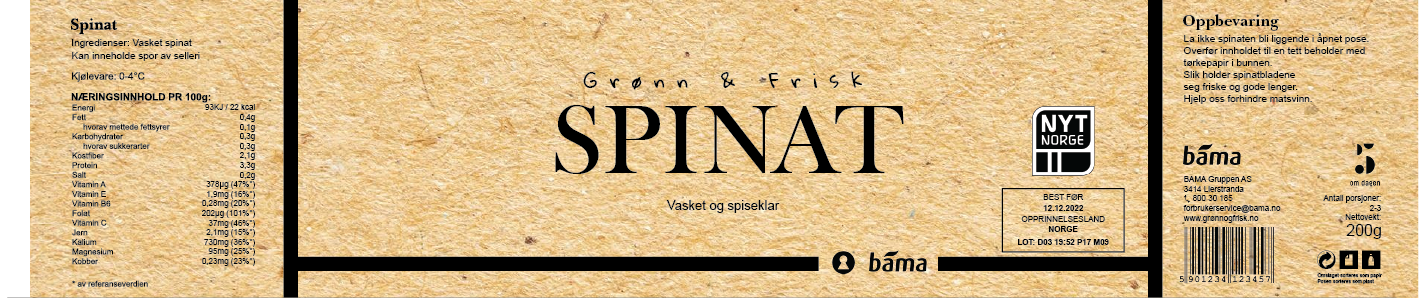 Spinat
Ingredienser: Vasket spinat
Kan inneholde spor av selleri
Kjølevare: 0-4°C
NÆRINGSINNHOLD PR 100g:
Energi 93KJ / 22 kcal
Fett 0,4g
hvorav mettede fettsyrer 0,1g
Karbohydrater 0,3g
hvorav sukkerarter 0,3g
Kostfiber 2,1g
Protein 3,3g
Salt 0,2g
Vitamin A 378µg (47%*)
Vitamin E 1,9mg (16%*)
Vitamin B6 0,28mg (20%*)
Folat 202µg (101%*)
Vitamin C 37mg (46%*)
Jern 2,1mg (15%*)
Kalium 730mg (36%*)
Magnesium 95mg (25%*)
Kobber 0,23mg (23%*)
* av referanseverdien
Grønn & Frisk
SPINAT
Vasket og spiseklar
NYT
NORGE
BEST FØR
12.12.2022
OPPRINNELSESLAND
NORGE
LOT: D03 19:52 P17 M09
bama
Oppbevaring
La ikke spinaten bli liggende i åpnet pose.
Overfør innholdet til en tett beholder med
tørkepapir i bunnen.
Slik holder spinatbladene
seg friske og gode lenger.
Hjelp oss forhindre matsvinn.
bama
BAMA Gruppen AS
3414 Lierstranda
t. 800 30 165
forbrukerservice@bama.no
www.grønnogfrisk.no
5 901234 123457
5
om dagen
Antall porsjoner:
2-3
Nettovekt:
200g
Omslaget sorteres som papir
Posen sorteres som plast